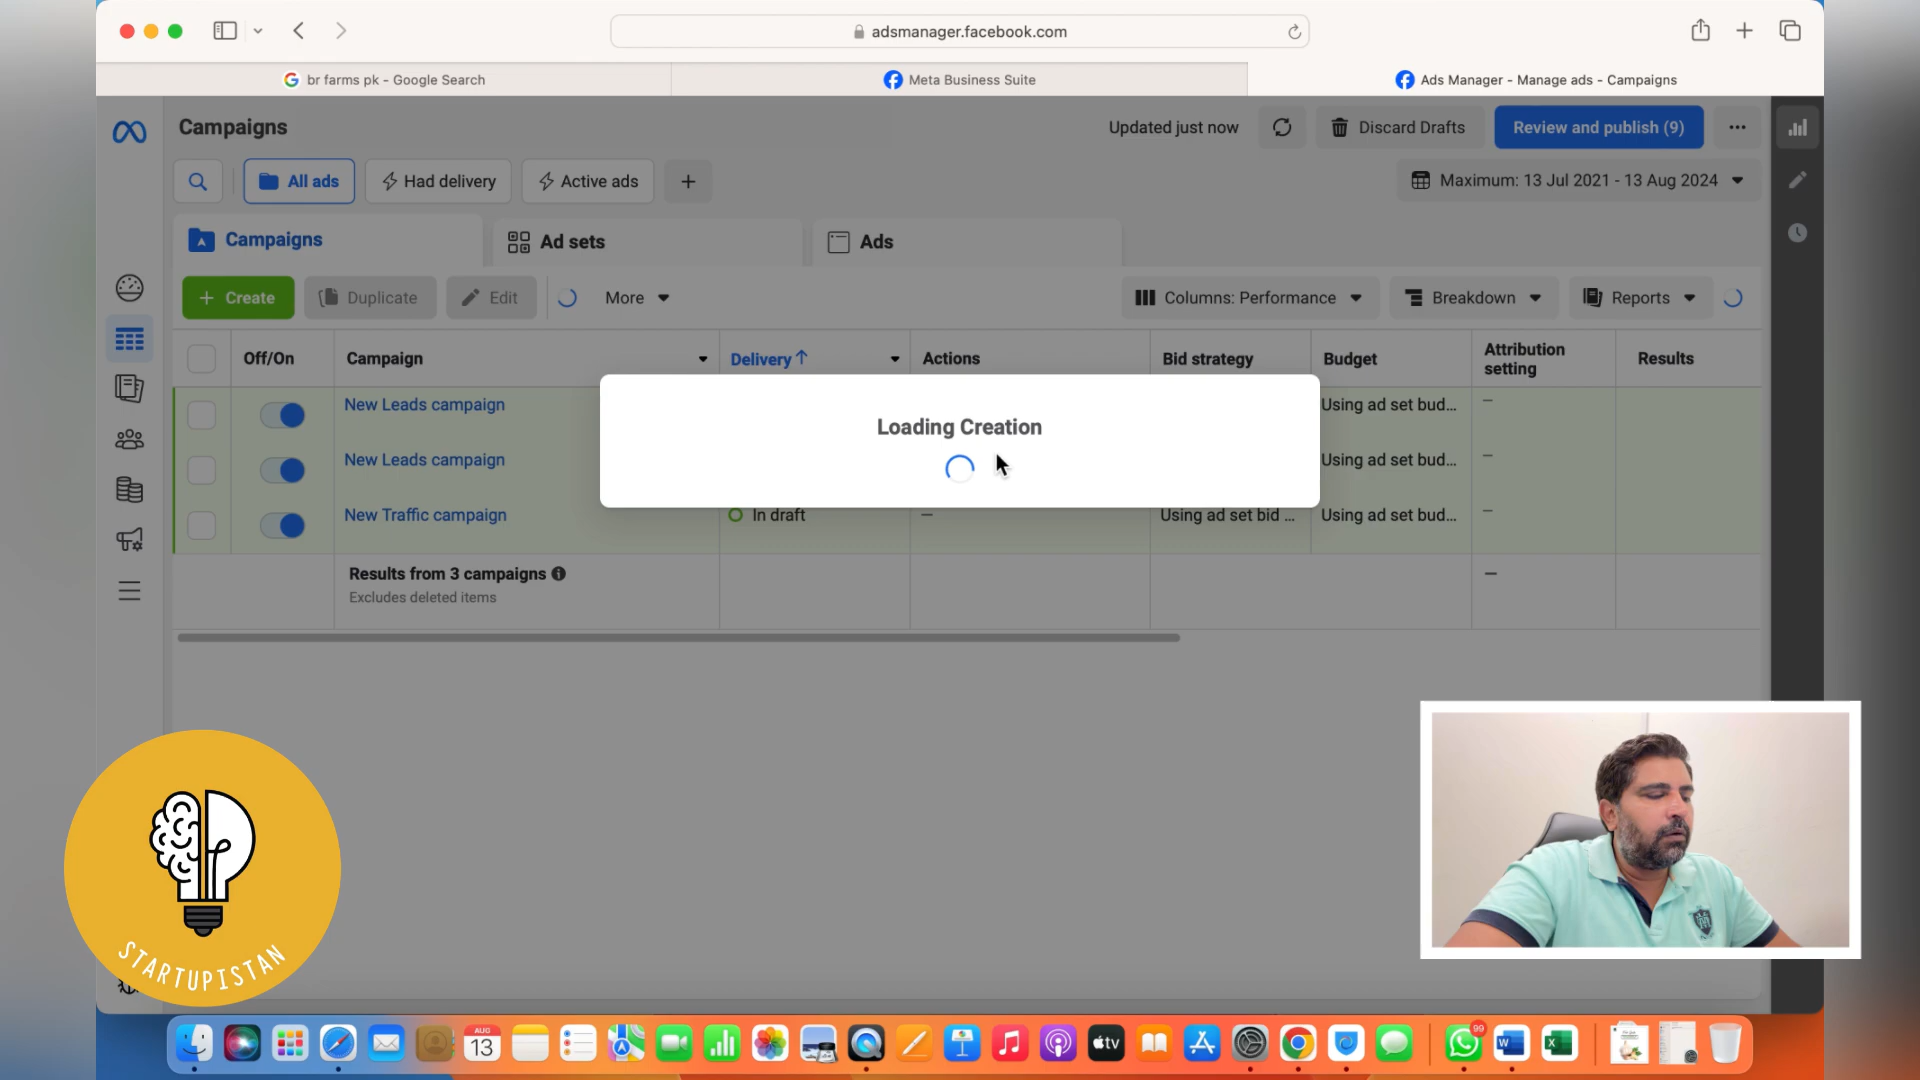 adsmanager.facebook.com
br farms pk - Google Search
Meta Business Suite
Ads Manager - Manage ads - Campaigns
Campaigns
Updated just now
Discard Drafts
Review and publish (9)
All ads
Had delivery
Active ads
Maximum: 13 Jul 2021 - 13 Aug 2024
Campaigns
Ad sets
Ads
Create
Duplicate
Edit
More
Columns: Performance
Breakdown
Reports
Off/On
Campaign
Delivery
Actions
Bid strategy
Budget
Attribution
setting
Results
New Leads campaign
Using ad set bud...
Loading Creation
New Leads campaign
Using ad set bud...
New Traffic campaign
In draft
Using ad set bid ...
Using ad set bud...
Results from 3 campaigns
Excludes deleted items
STARTUPISTAN
AUG
13
tv
99
W
X